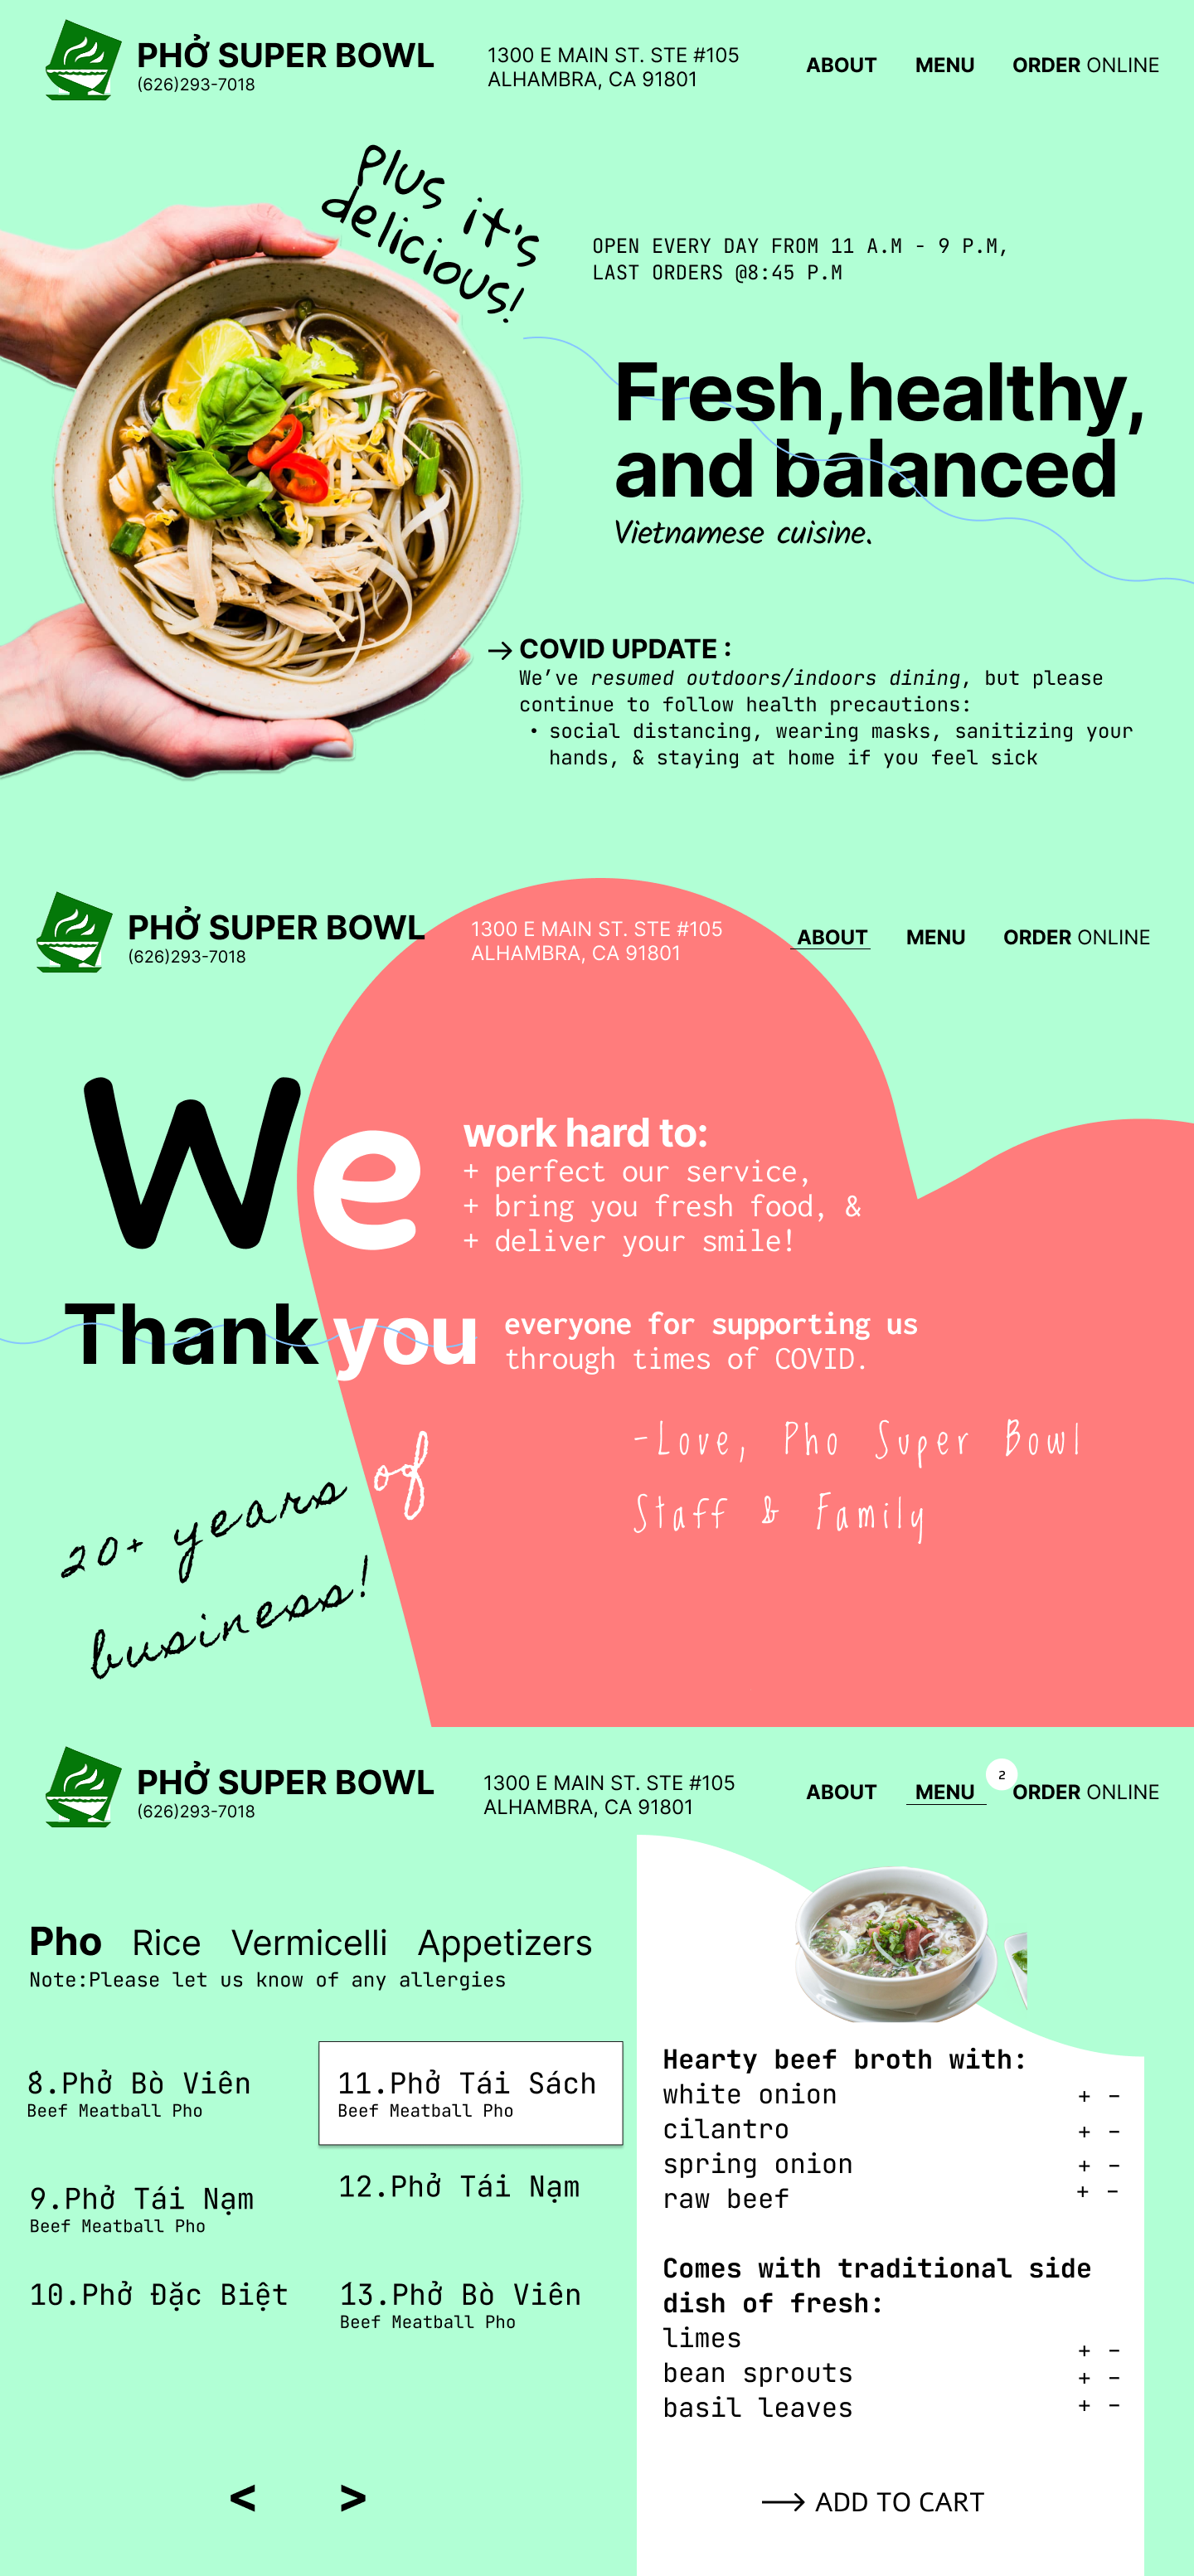 PHỞ SUPER BOWL
(626)293-7018
1300 E MAIN ST. STE #105
ALHAMBRA, CA 91801
ABOUT MENU ORDER ONLINE
Plus it's
delicious!
OPEN EVERY DAY FROM 11 A.M - 9 P.M,
LAST ORDERS @8:45 P.M
Fresh,healthy,
and balanced
Vietnamese cuisine.
→ COVID UPDATE :
We’ve resumed outdoors/indoors dining, but please
continue to follow health precautions:
• social distancing, wearing masks, sanitizing your
hands, & staying at home if you feel sick
PHỞ SUPER BOWL
(626)293-7018
1300 E MAIN ST. STE #105
ALHAMBRA, CA 91801
ABOUT MENU ORDER ONLINE
We
work hard to:
+ perfect our service,
+ bring you fresh food, &
+ deliver your smile!
Thank you
everyone for supporting us
through times of COVID.
-Love, Pho Super Bowl
Staff & Family
20+ years of
business!
PHỞ SUPER BOWL
(626)293-7018
1300 E MAIN ST. STE #105
ALHAMBRA, CA 91801
ABOUT MENU 2 ORDER ONLINE
Pho Rice Vermicelli Appetizers
Note:Please let us know of any allergies
8.Phở Bò Viên
Beef Meatball Pho
9.Phở Tái Nạm
Beef Meatball Pho
10.Phở Đặc Biệt
11.Phở Tái Sách
Beef Meatball Pho
12.Phở Tái Nạm
13.Phở Bò Viên
Beef Meatball Pho
< >
Hearty beef broth with:
white onion + -
cilantro + -
spring onion + -
raw beef + -
Comes with traditional side
dish of fresh:
limes + -
bean sprouts + -
basil leaves + -
→ ADD TO CART